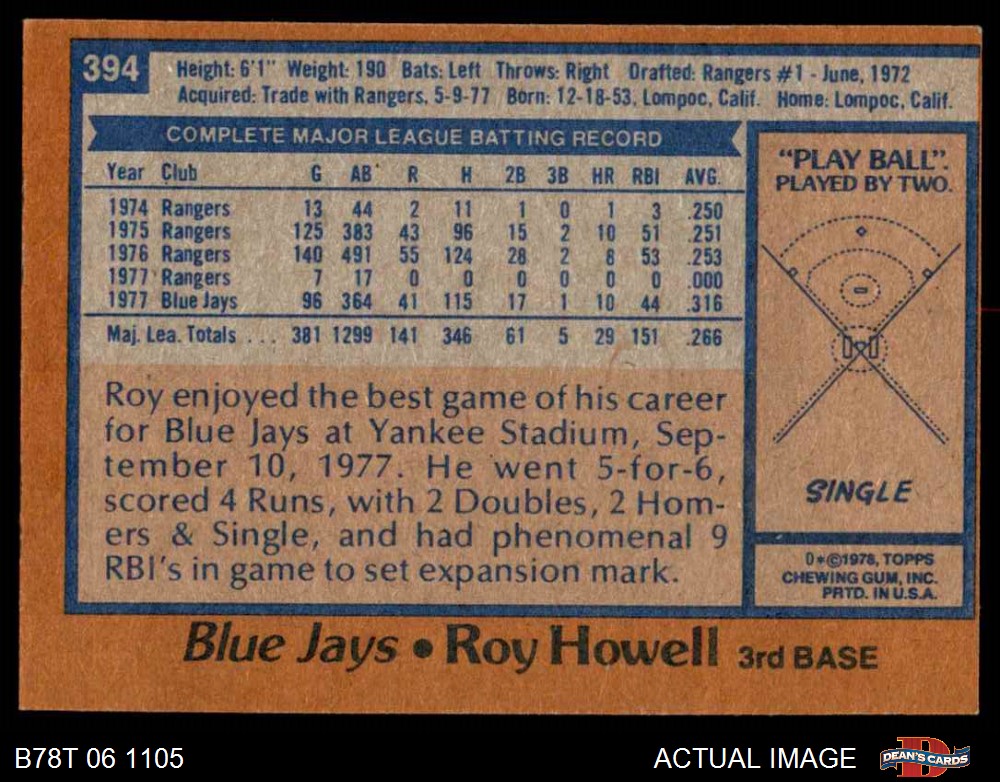 394
Height: 6'1" Weight: 190 Bats: Left Throws: Right Drafted: Rangers #1 - June, 1972
Acquired: Trade with Rangers, 5-9-77 Born: 12-18-53, Lompoc, Calif. Home: Lompoc, Calif.
COMPLETE MAJOR LEAGUE BATTING RECORD
Year Club G AB R H 2B 3B HR RBI AVG.
1974 Rangers 13 44 2 11 1 0 1 3 .250
1975 Rangers 125 383 43 96 15 2 10 51 .251
1976 Rangers 140 491 55 124 28 2 8 53 .253
1977 Rangers 7 17 0 0 0 0 0 0 .000
1977 Blue Jays 96 364 41 115 17 1 10 44 .316
Maj. Lea. Totals . . . 381 1299 141 346 61 5 29 151 .266
Roy enjoyed the best game of his career
for Blue Jays at Yankee Stadium, Sep-
tember 10, 1977. He went 5-for-6,
scored 4 Runs, with 2 Doubles, 2 Hom-
ers & Single, and had phenomenal 9
RBI's in game to set expansion mark.
"PLAY BALL".
PLAYED BY TWO.
SINGLE
0*©1978, TOPPS
CHEWING GUM, INC.
PRTD. IN U.S.A.
Blue Jays • Roy Howell 3rd BASE
B78T 06 1105 ACTUAL IMAGE
DEAN'S CARDS